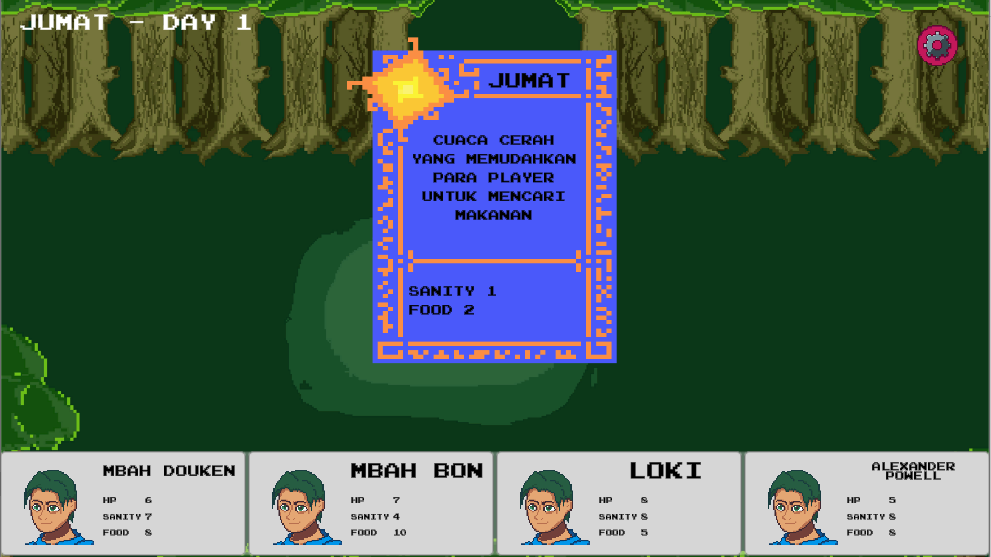 JUMAT - DAY 1
JUMAT
CUACA CERAH
YANG MEMUDAHKAN
PARA PLAYER
UNTUK MENCARI
MAKANAN
SANITY 1
FOOD 2
MBAH DOUKEN
HP 6
SANITY 7
FOOD 8
MBAH BON
HP 7
SANITY 4
FOOD 10
LOKI
HP 8
SANITY 8
FOOD 5
ALEXANDER
POWELL
HP 5
SANITY 8
FOOD 8